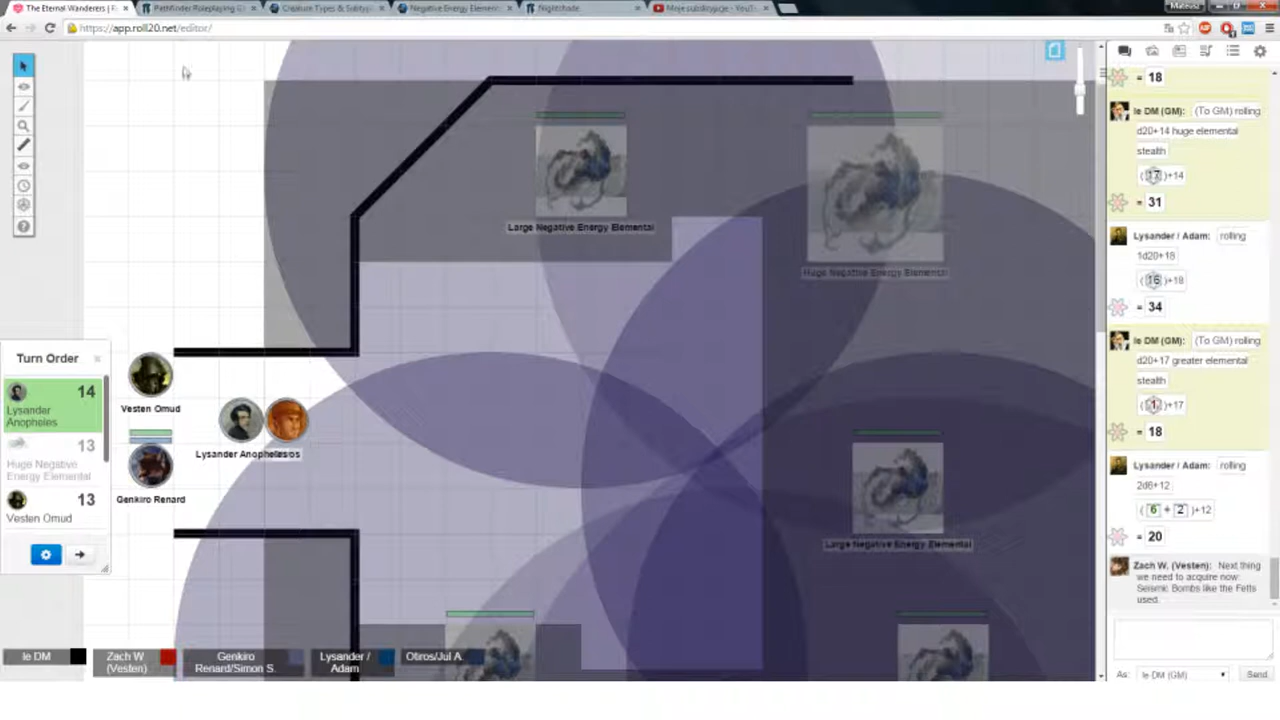 The Eternal Wanderers | R
Pathfinder Roleplaying G
Creature Types & Subtyp
Negative Energy Element
Nightshade
Moje subskrypcje - YouT
Mateusz
https://app.roll20.net/editor/
Large Negative Energy Elemental
Huge Negative Energy Elemental
Large Negative Energy Elemental
Vesten Omud
Lysander Anopheles
Genkiro Renard
Turn Order
Lysander
Anopheles
14
Huge Negative
Energy Elemental
13
Vesten Omud
13
le DM
Zach W
(Vesten)
Genkiro
Renard/Simon S.
Lysander /
Adam
Otiros/Jul A.
= 18
le DM (GM): (To GM) rolling
d20+14 huge elemental
stealth
(17)+14
= 31
Lysander / Adam: rolling
1d20+18
(16)+18
= 34
le DM (GM): (To GM) rolling
d20+17 greater elemental
stealth
(1)+17
= 18
Lysander / Adam: rolling
2d6+12
(6 + 2)+12
= 20
Zach W. (Vesten): Next thing
we need to acquire now:
Seismic Bombs like the Fetts
used.
As: le DM (GM)
Send